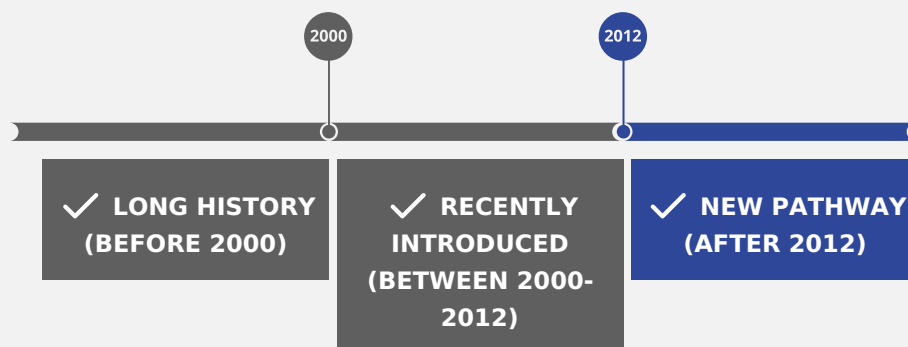 2000
2012
LONG HISTORY
(BEFORE 2000)
RECENTLY
INTRODUCED
(BETWEEN 2000-
2012)
NEW PATHWAY
(AFTER 2012)